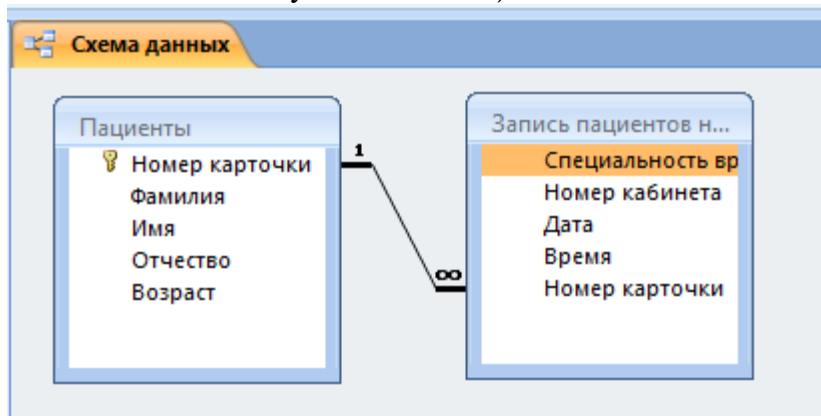 Схема данных
Пациенты
Номер карточки
Фамилия
Имя
Отчество
Возраст
1
∞
Запись пациентов н...
Специальность вр
Номер кабинета
Дата
Время
Номер карточки